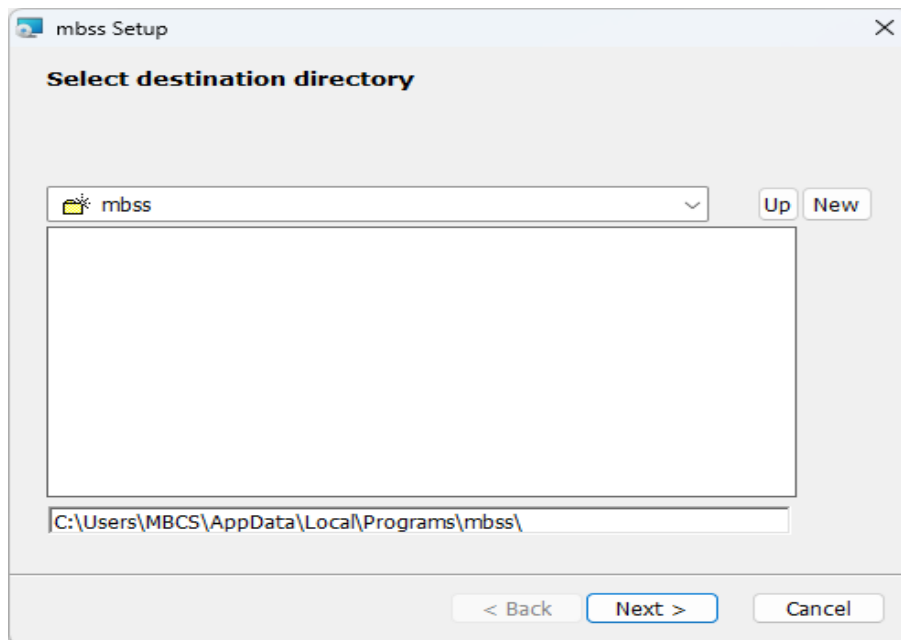 mbss Setup
Select destination directory
mbss
Up New
C:\Users\MBCS\AppData\Local\Programs\mbss\
< Back Next > Cancel